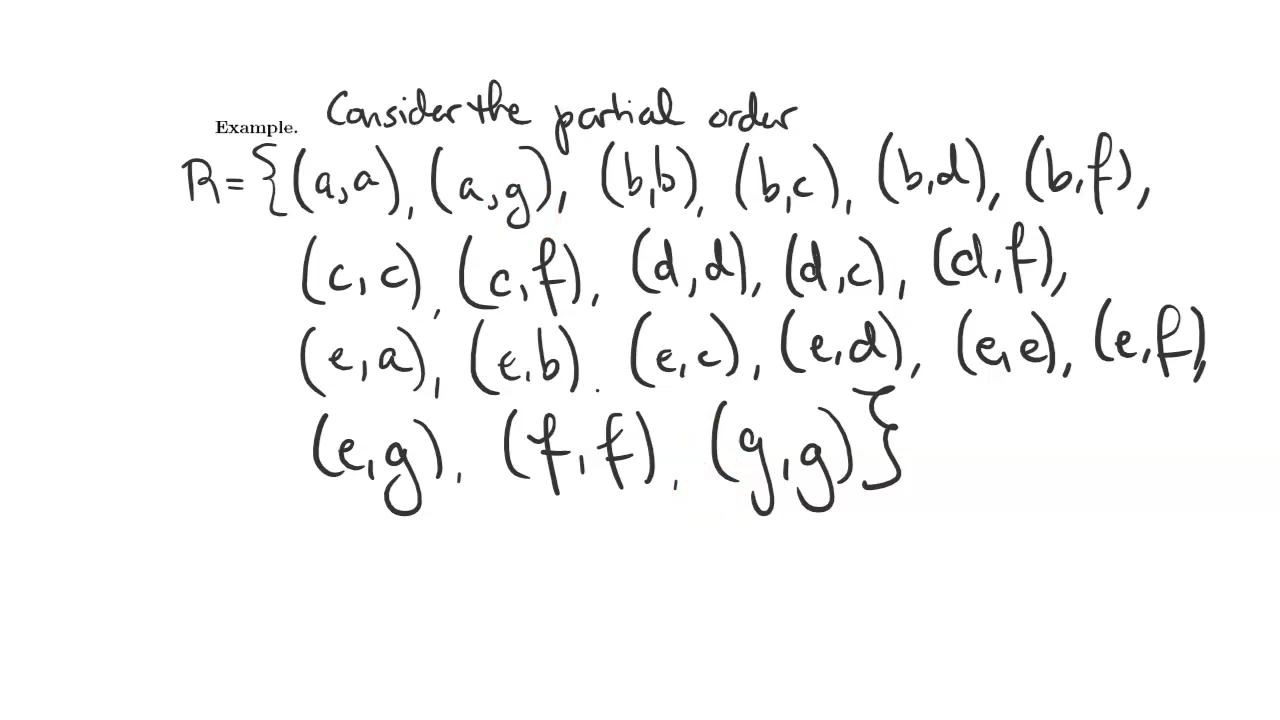 Example. Consider the partial order
R = {(a,a), (a,g), (b,b), (b,c), (b,d), (b,f),
(c,c), (c,f), (d,d), (d,c), (d,f),
(e,a), (e,b). (e,c), (e,d), (e,e), (e,f),
(e,g), (f,f), (g,g)}